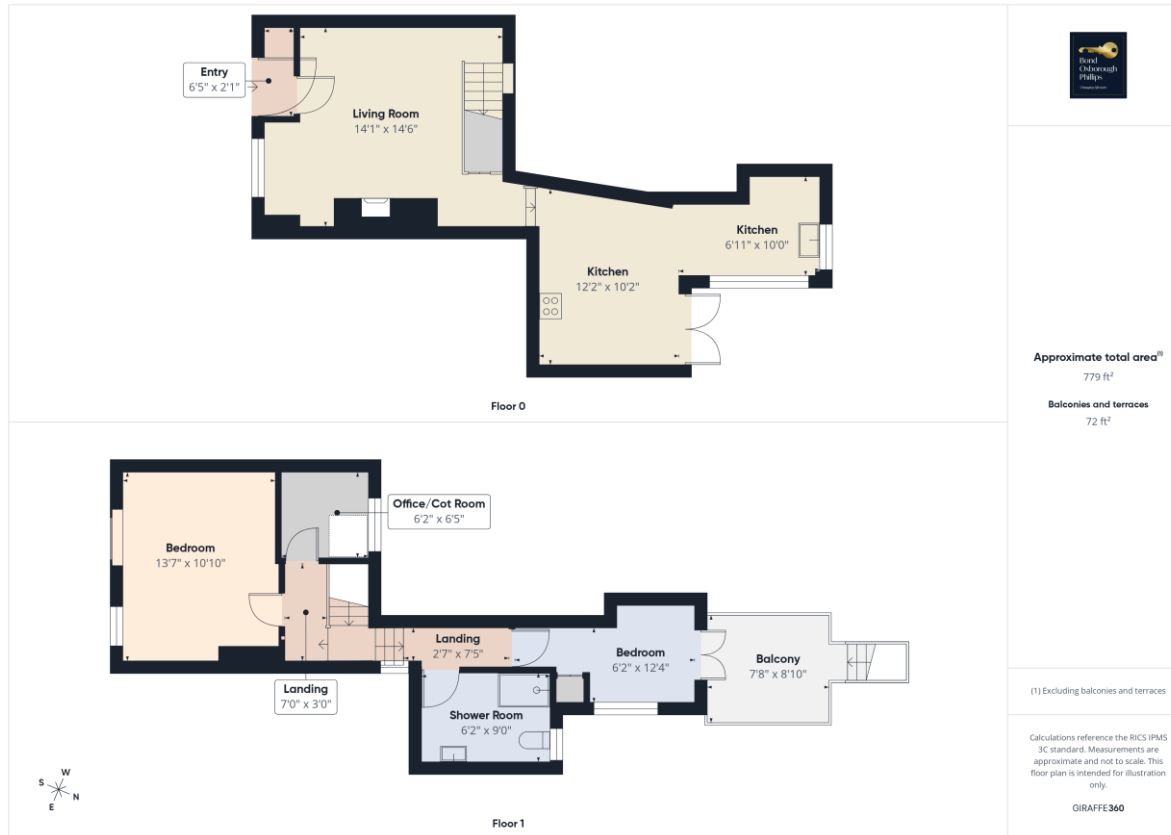 Entry
6'5" x 2'1"
Living Room
14'1" x 14'6"
Kitchen
6'11" x 10'0"
Kitchen
12'2" x 10'2"
Floor 0
Bond
Oxborough
Phillips
Approximate total area(1)
779 ft²
Balconies and terraces
72 ft²
Office/Cot Room
6'2" x 6'5"
Bedroom
13'7" x 10'10"
Landing
2'7" x 7'5"
Bedroom
6'2" x 12'4"
Balcony
7'8" x 8'10"
Landing
7'0" x 3'0"
Shower Room
6'2" x 9'0"
W
S
N
E
Floor 1
(1) Excluding balconies and terraces
Calculations reference the RICS IPMS
3C standard. Measurements are
approximate and not to scale. This
floor plan is intended for illustration
only.
GIRAFFE360